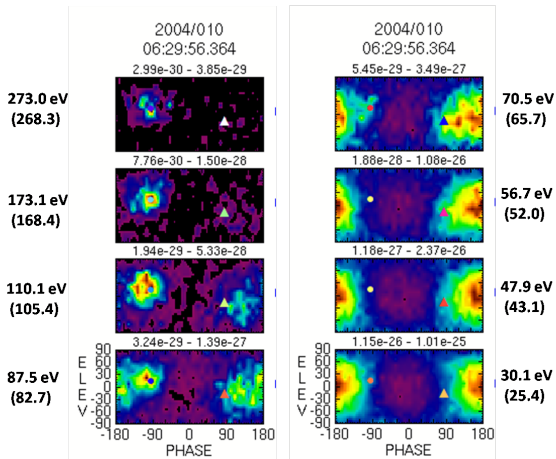 2004/010
06:29:56.364
2.99e-30 - 3.85e-29
273.0 eV
(268.3)
7.76e-30 - 1.50e-28
173.1 eV
(168.4)
1.94e-29 - 5.33e-28
110.1 eV
(105.4)
3.24e-29 - 1.39e-27
87.5 eV
(82.7)
90
60
30
0
-30
-60
-90
E
L
E
V
-180 -90 0 90 180
PHASE
2004/010
06:29:56.364
5.45e-29 - 3.49e-27
70.5 eV
(65.7)
1.88e-28 - 1.08e-26
56.7 eV
(52.0)
1.18e-27 - 2.37e-26
47.9 eV
(43.1)
1.15e-26 - 1.01e-25
30.1 eV
(25.4)
-180 -90 0 90 180
PHASE